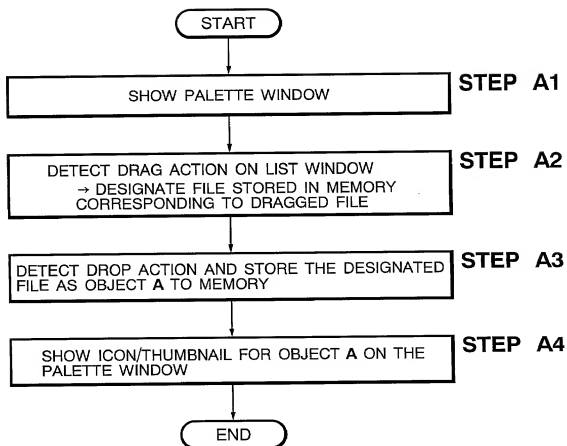 START
SHOW PALETTE WINDOW
STEP A1
DETECT DRAG ACTION ON LIST WINDOW
→ DESIGNATE FILE STORED IN MEMORY
CORRESPONDING TO DRAGGED FILE
STEP A2
DETECT DROP ACTION AND STORE THE DESIGNATED
FILE AS OBJECT A TO MEMORY
STEP A3
SHOW ICON/THUMBNAIL FOR OBJECT A ON THE
PALETTE WINDOW
STEP A4
END